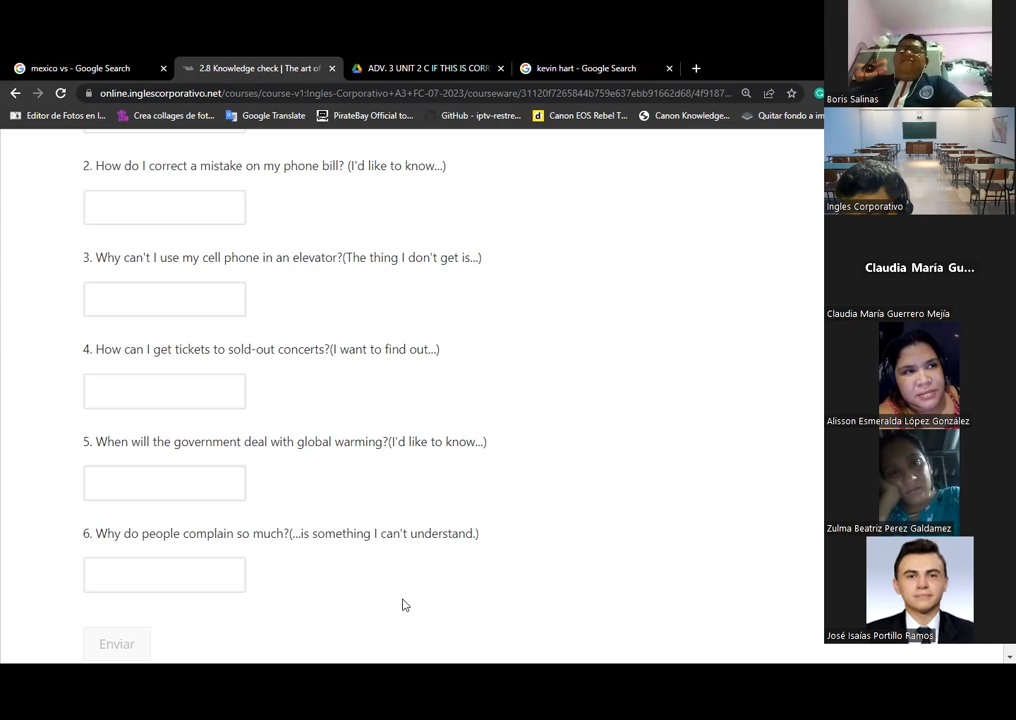 mexico vs - Google Search
2.8 Knowledge check | The art of
ADV. 3 UNIT 2 C IF THIS IS CORR
kevin hart - Google Search
online.inglescorporativo.net/courses/course-v1:Ingles-Corporativo+A3+FC-07-2023/courseware/31120f7265844b759e637ebb91662d68/4f9187...
Editor de Fotos en l...
Crea collages de fot...
Google Translate
PirateBay Official to...
GitHub - iptv-restre...
Canon EOS Rebel T...
Canon Knowledge...
Quitar fondo a im
2. How do I correct a mistake on my phone bill? (I'd like to know...)
3. Why can't I use my cell phone in an elevator?(The thing I don't get is...)
4. How can I get tickets to sold-out concerts?(I want to find out...)
5. When will the government deal with global warming?(I'd like to know...)
6. Why do people complain so much?(...is something I can't understand.)
Enviar
Boris Salinas
Ingles Corporativo
Claudia María Gu...
Claudia María Guerrero Mejía
Alisson Esmeralda López González
Zulma Beatriz Perez Galdamez
José Isaías Portillo Ramos